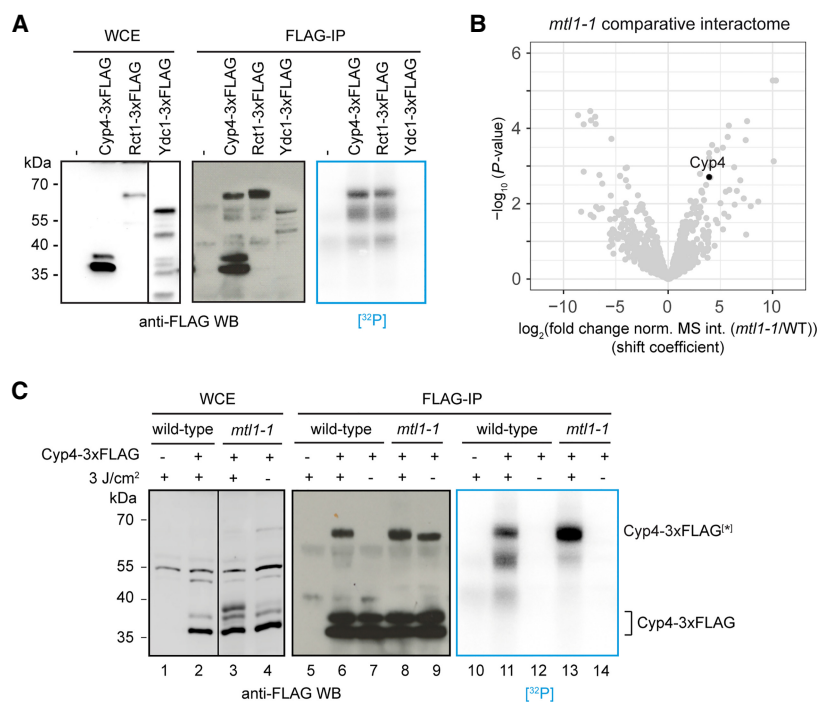 A
WCE
FLAG-IP
-
Cyp4-3xFLAG
Rct1-3xFLAG
Ydc1-3xFLAG
-
Cyp4-3xFLAG
Rct1-3xFLAG
Ydc1-3xFLAG
-
Cyp4-3xFLAG
Rct1-3xFLAG
Ydc1-3xFLAG
kDa
70 -
55 -
40 -
35 -
anti-FLAG WB
[³²P]
B
mtl1-1 comparative interactome
6
4
2
0
−log₁₀ (P-value)
Cyp4
−10 −5 0 5 10
log₂(fold change norm. MS int. (mtl1-1/WT))
(shift coefficient)
C
WCE
FLAG-IP
wild-type mtl1-1 wild-type mtl1-1 wild-type mtl1-1
Cyp4-3xFLAG - + + + - + + + + - + + + +
3 J/cm² + + + - + + - + - + + - + -
kDa
70 -
55 -
40 -
35 -
Cyp4-3xFLAG[*]
Cyp4-3xFLAG
1 2 3 4 5 6 7 8 9 10 11 12 13 14
anti-FLAG WB
[³²P]